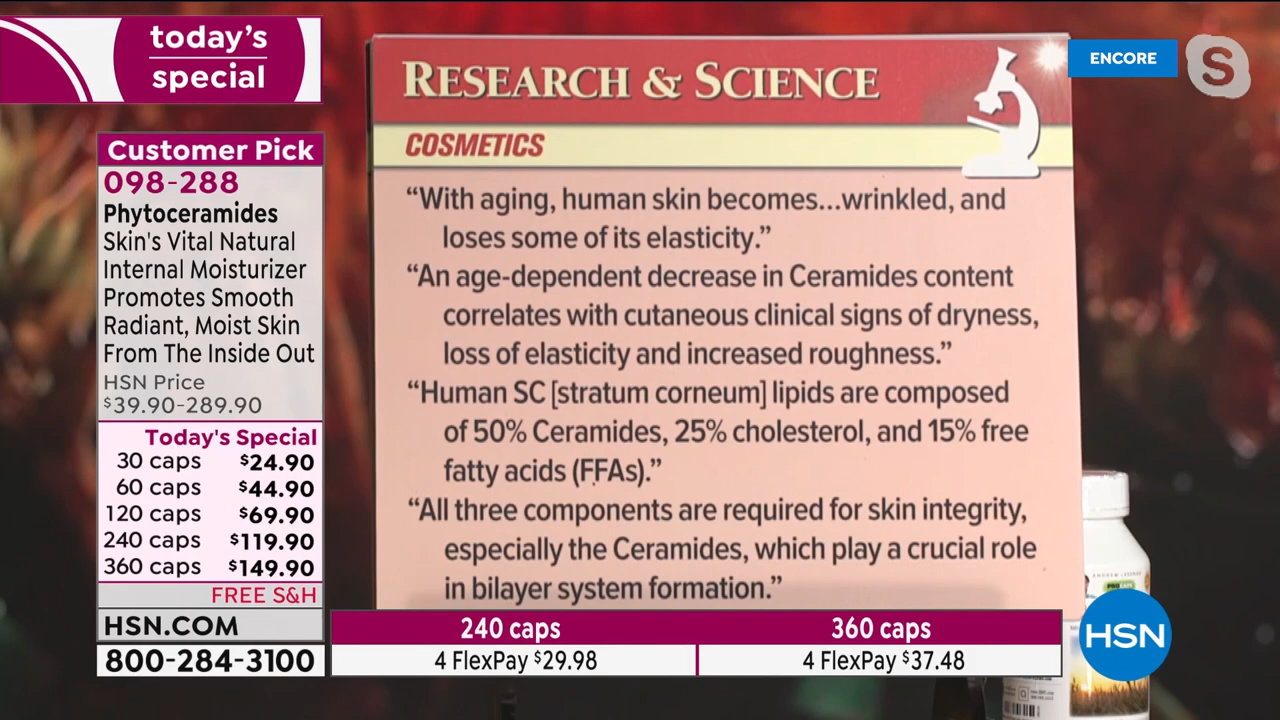 today's
special
Customer Pick
098-288
Phytoceramides
Skin's Vital Natural
Internal Moisturizer
Promotes Smooth
Radiant, Moist Skin
From The Inside Out
HSN Price
$39.90-289.90
Today's Special
30 caps $24.90
60 caps $44.90
120 caps $69.90
240 caps $119.90
360 caps $149.90
FREE S&H
HSN.COM
800-284-3100
RESEARCH & SCIENCE
COSMETICS
“With aging, human skin becomes...wrinkled, and
loses some of its elasticity.”
“An age-dependent decrease in Ceramides content
correlates with cutaneous clinical signs of dryness,
loss of elasticity and increased roughness.”
“Human SC [stratum corneum] lipids are composed
of 50% Ceramides, 25% cholesterol, and 15% free
fatty acids (FFAs).”
“All three components are required for skin integrity,
especially the Ceramides, which play a crucial role
in bilayer system formation.”
ENCORE
S
240 caps 360 caps
4 FlexPay $29.98 4 FlexPay $37.48
HSN
ANDREW LESSMAN
PROCAPS